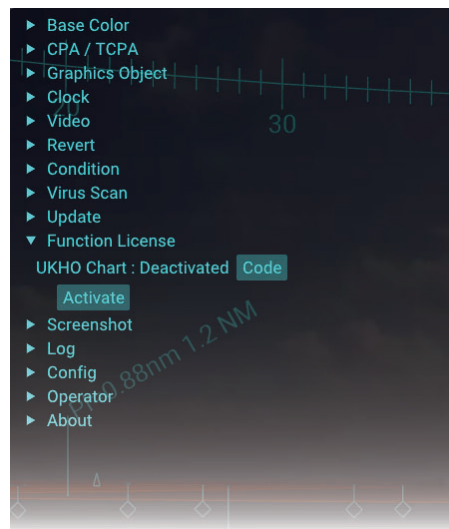 Base Color
CPA / TCPA
Graphics Object
20
Clock
Video
30
Revert
Condition
Virus Scan
Update
Function License
UKHO Chart : Deactivated Code
Activate
Screenshot
0.88nm 1.2 NM
Log
Config
Operator
About